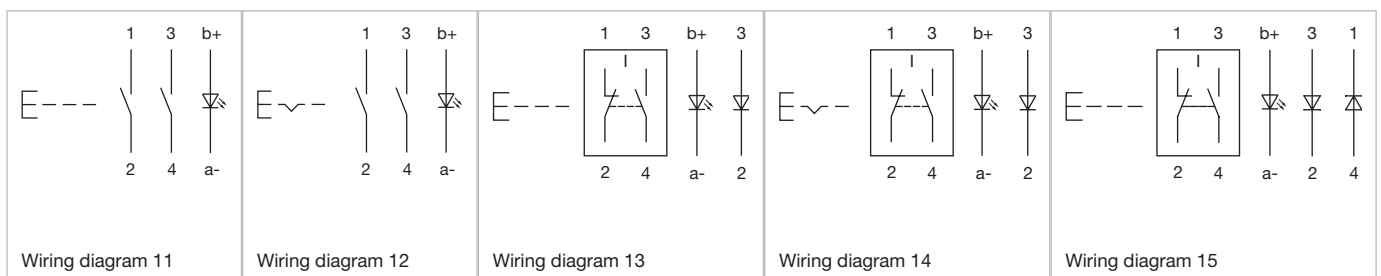 1 3 b+
2 4 a-
Wiring diagram 11
1 3 b+
2 4 a-
Wiring diagram 12
1 3 b+ 3
2 4 a- 2
Wiring diagram 13
1 3 b+ 3
2 4 a- 2
Wiring diagram 14
1 3 b+ 3 1
2 4 a- 2 4
Wiring diagram 15